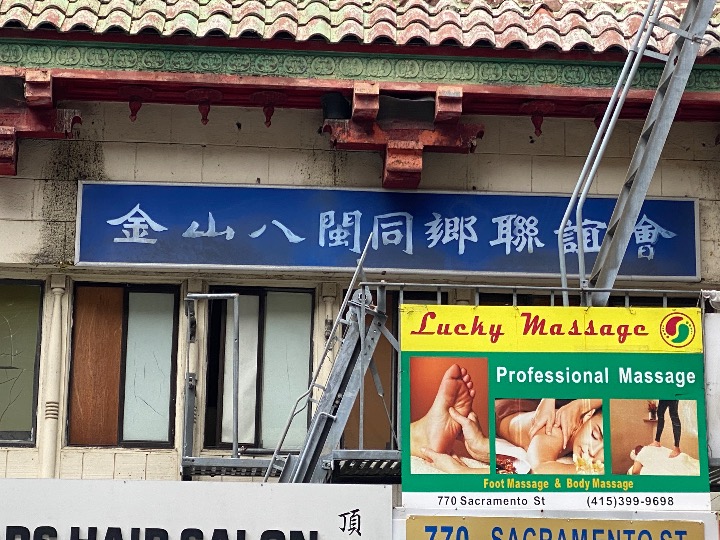 金山八閩同鄉聯誼會
Lucky Massage
Professional Massage
Foot Massage & Body Massage
770 Sacramento St (415)399-9698
HAIR SALON
頂
770 SACRAMENTO ST